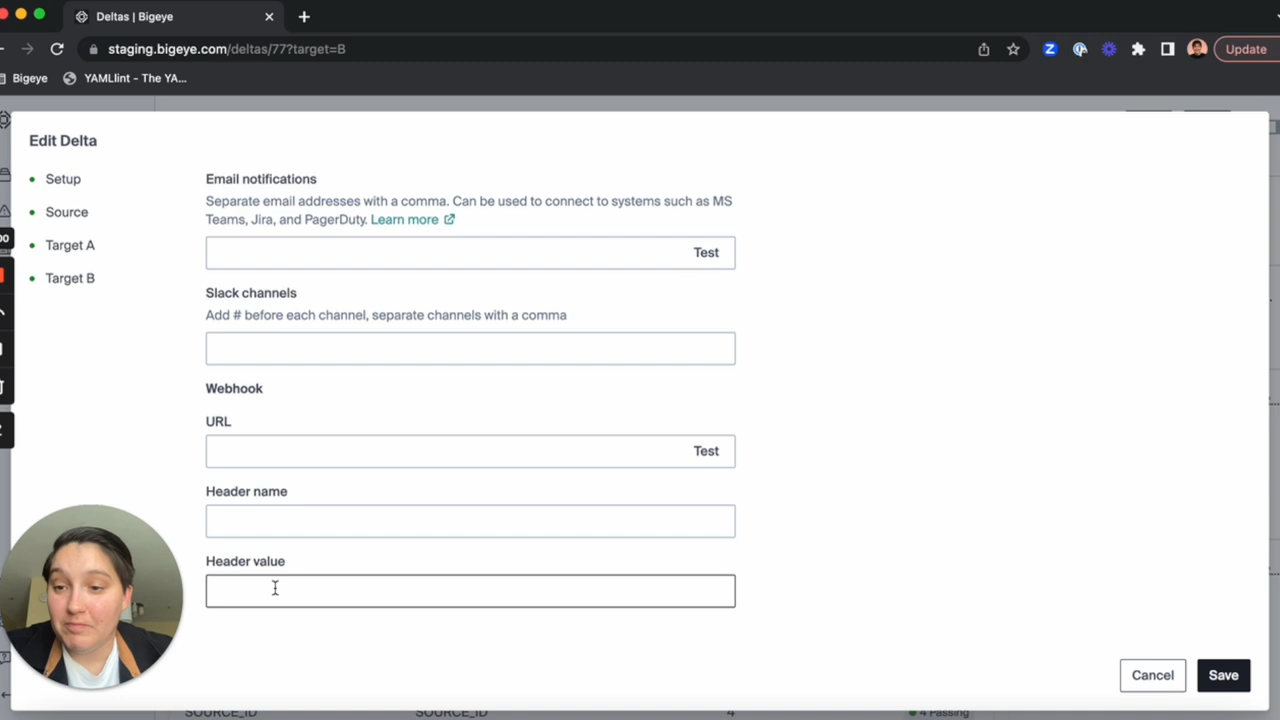 Deltas | Bigeye
staging.bigeye.com/deltas/77?target=B
Update
Bigeye
YAMLlint - The YA...
Edit Delta
Setup
Source
Target A
Target B
Email notifications
Separate email addresses with a comma. Can be used to connect to systems such as MS
Teams, Jira, and PagerDuty. Learn more
Test
Slack channels
Add # before each channel, separate channels with a comma
Webhook
URL
Test
Header name
Header value
Cancel
Save
SOURCE_ID
SOURCE_ID
4
4 Passing